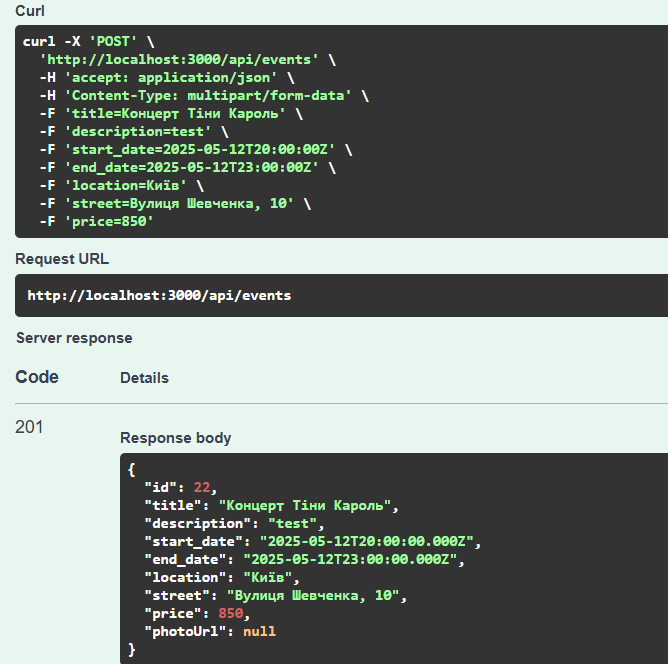 Curl
curl -X 'POST' \
'http://localhost:3000/api/events' \
-H 'accept: application/json' \
-H 'Content-Type: multipart/form-data' \
-F 'title=Концерт Тіни Кароль' \
-F 'description=test' \
-F 'start_date=2025-05-12T20:00:00Z' \
-F 'end_date=2025-05-12T23:00:00Z' \
-F 'location=Київ' \
-F 'street=Вулиця Шевченка, 10' \
-F 'price=850'
Request URL
http://localhost:3000/api/events
Server response
Code Details
201
Response body
{
"id": 22,
"title": "Концерт Тіни Кароль",
"description": "test",
"start_date": "2025-05-12T20:00:00.000Z",
"end_date": "2025-05-12T23:00:00.000Z",
"location": "Київ",
"street": "Вулиця Шевченка, 10",
"price": 850,
"photoUrl": null
}